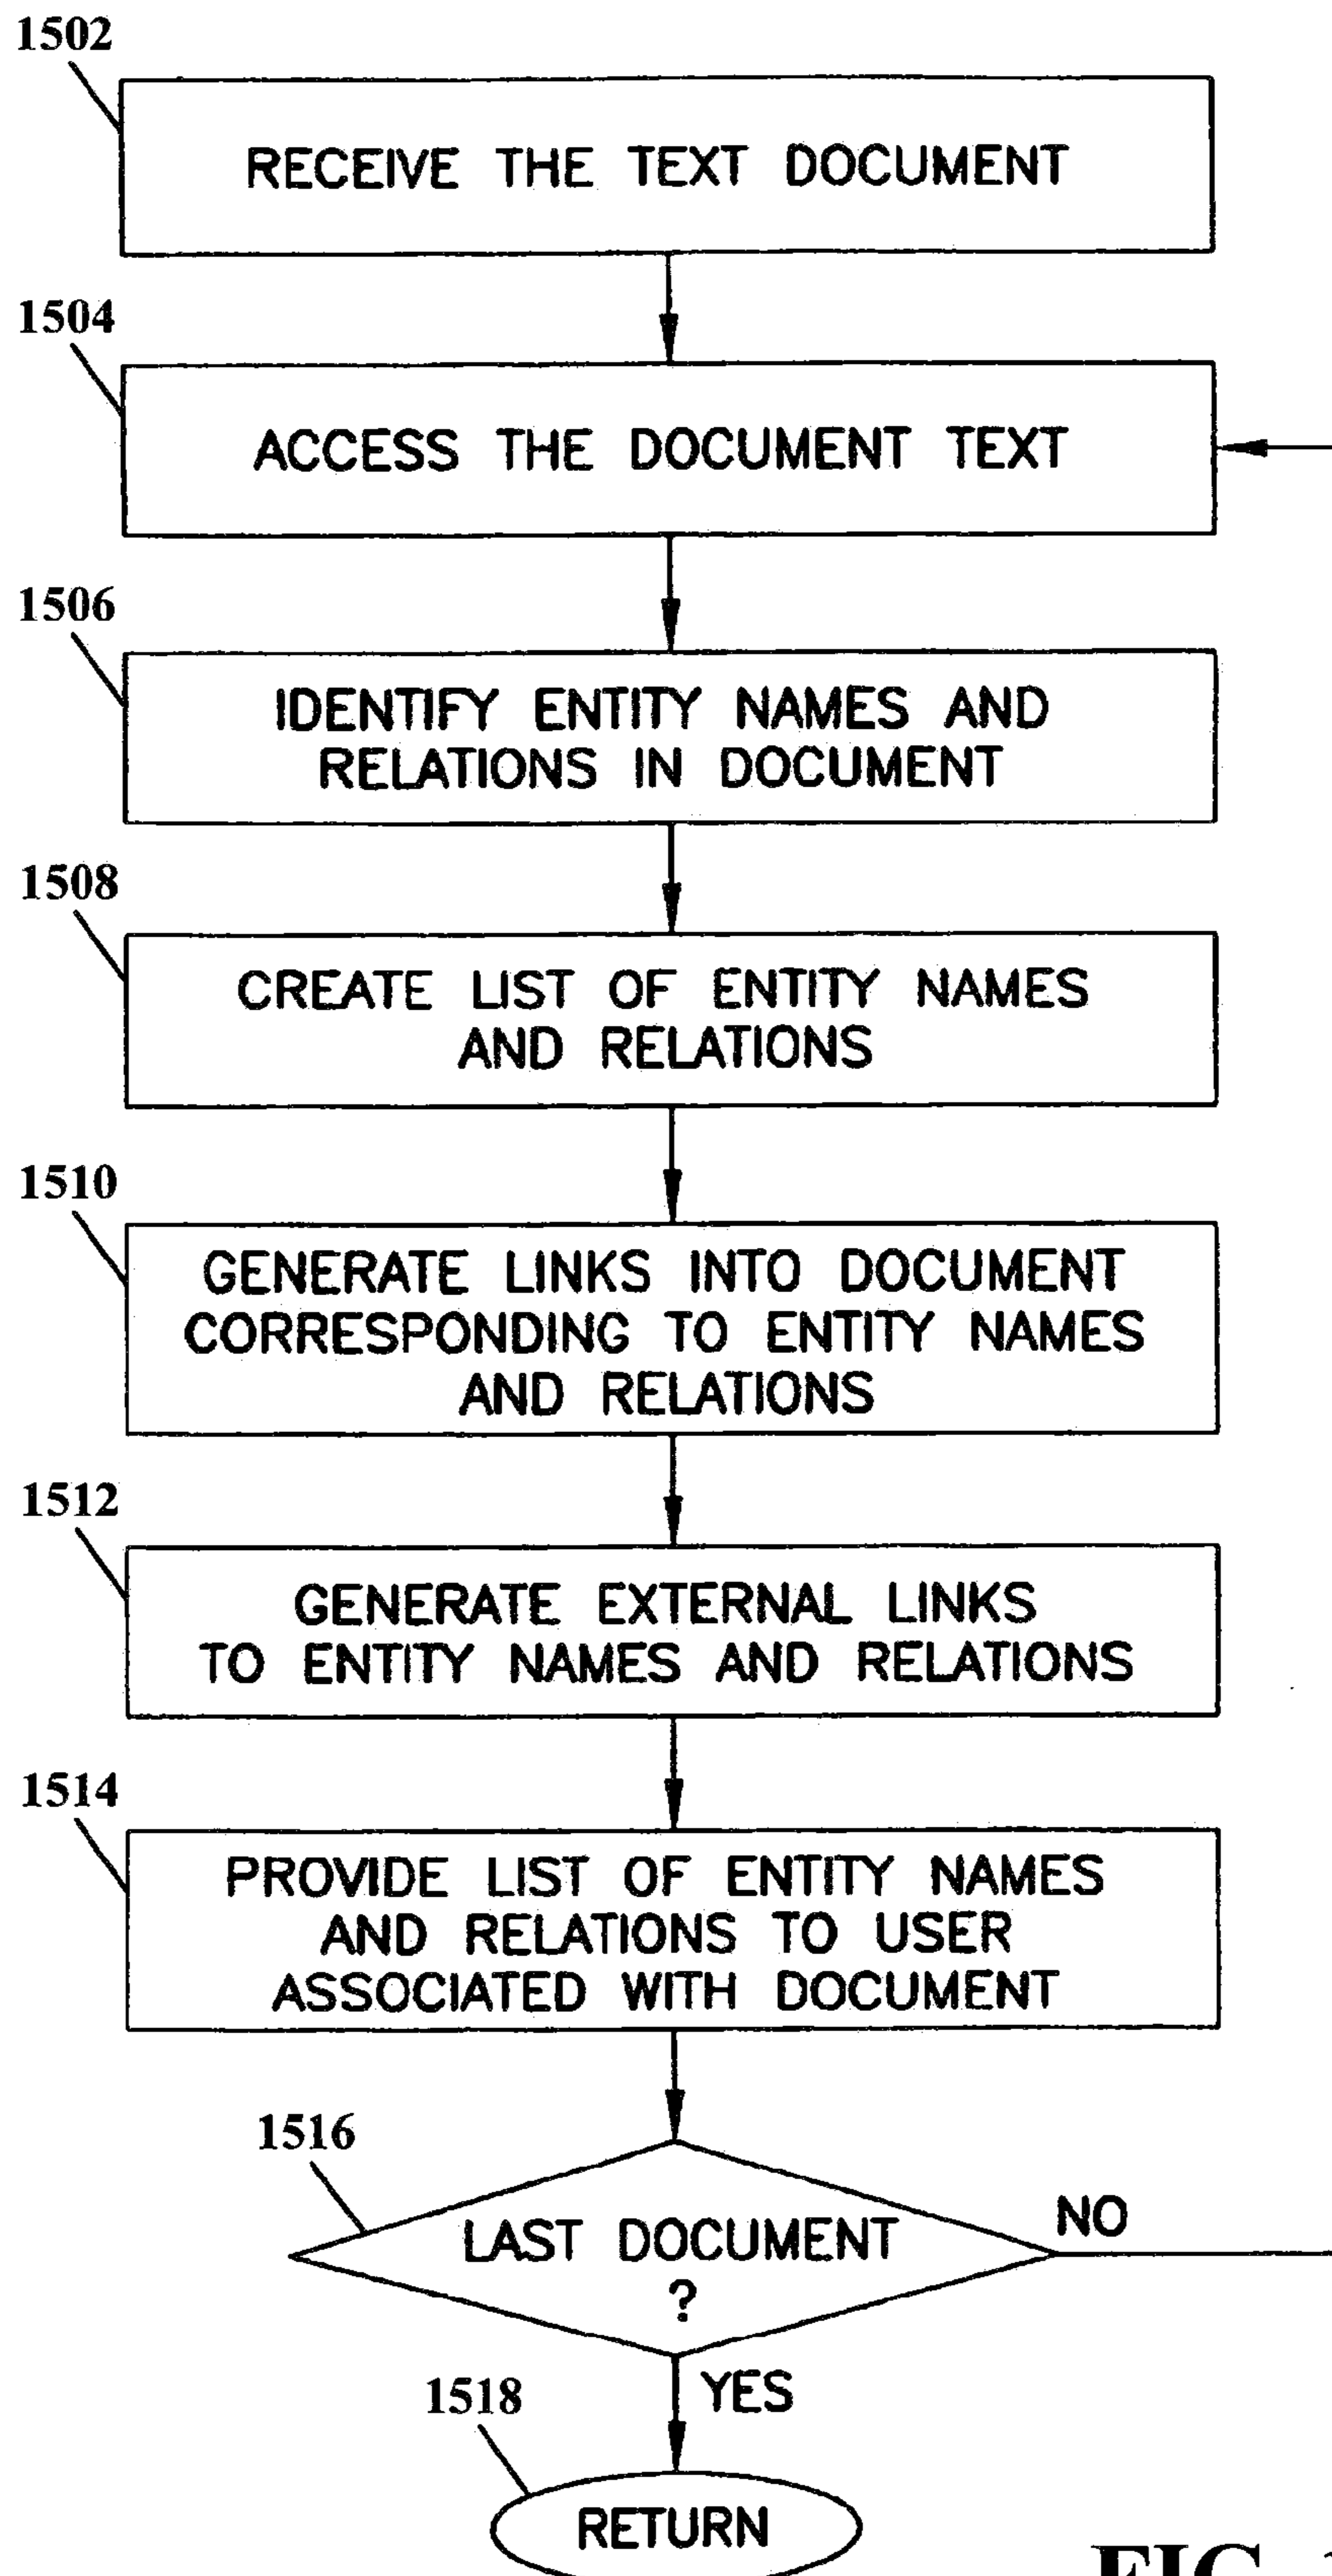 1502
RECEIVE THE TEXT DOCUMENT
1504
ACCESS THE DOCUMENT TEXT
1506
IDENTIFY ENTITY NAMES AND
RELATIONS IN DOCUMENT
1508
CREATE LIST OF ENTITY NAMES
AND RELATIONS
1510
GENERATE LINKS INTO DOCUMENT
CORRESPONDING TO ENTITY NAMES
AND RELATIONS
1512
GENERATE EXTERNAL LINKS
TO ENTITY NAMES AND RELATIONS
1514
PROVIDE LIST OF ENTITY NAMES
AND RELATIONS TO USER
ASSOCIATED WITH DOCUMENT
1516
LAST DOCUMENT
?
NO
YES
1518
RETURN
FIG.